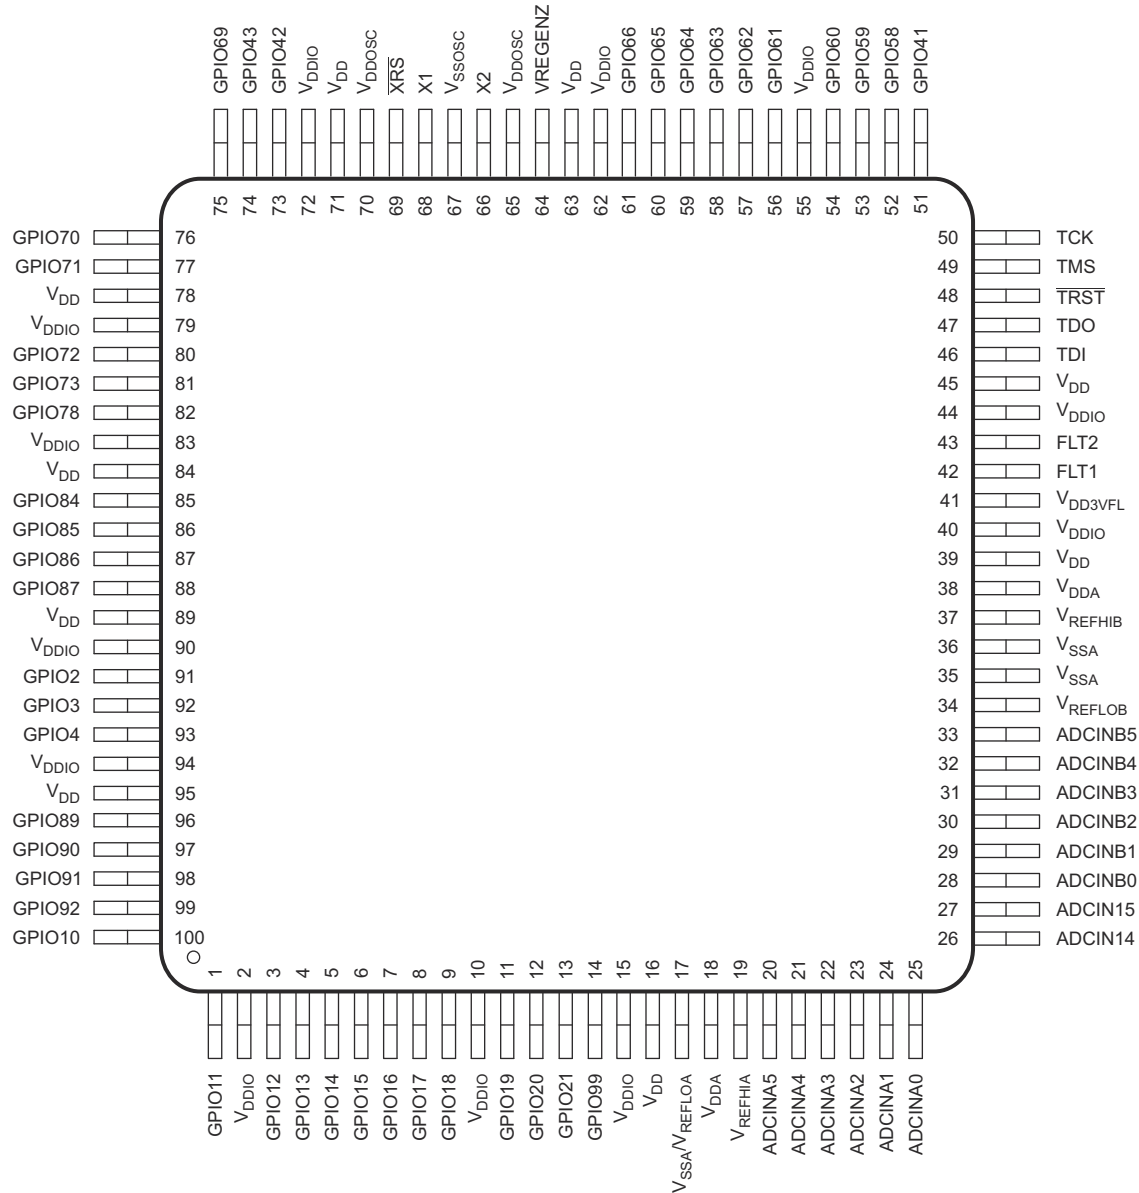 GPIO69 GPIO43 GPIO42 VDDIO VDD VDDOSC XRS X1 VSSOSC X2 VDDOSC VREGENZ VDD VDDIO GPIO66 GPIO65 GPIO64 GPIO63 GPIO62 GPIO61 VDDIO GPIO60 GPIO59 GPIO58 GPIO41
75 74 73 72 71 70 69 68 67 66 65 64 63 62 61 60 59 58 57 56 55 54 53 52 51
GPIO70 76 50 TCK
GPIO71 77 49 TMS
VDD 78 48 TRST
VDDIO 79 47 TDO
GPIO72 80 46 TDI
GPIO73 81 45 VDD
GPIO78 82 44 VDDIO
VDDIO 83 43 FLT2
VDD 84 42 FLT1
GPIO84 85 41 VDD3VFL
GPIO85 86 40 VDDIO
GPIO86 87 39 VDD
GPIO87 88 38 VDDA
VDD 89 37 VREFHIB
VDDIO 90 36 VSSA
GPIO2 91 35 VSSA
GPIO3 92 34 VREFLOB
GPIO4 93 33 ADCINB5
VDDIO 94 32 ADCINB4
VDD 95 31 ADCINB3
GPIO89 96 30 ADCINB2
GPIO90 97 29 ADCINB1
GPIO91 98 28 ADCINB0
GPIO92 99 27 ADCIN15
GPIO10 100 26 ADCIN14
1 2 3 4 5 6 7 8 9 10 11 12 13 14 15 16 17 18 19 20 21 22 23 24 25
GPIO11 VDDIO GPIO12 GPIO13 GPIO14 GPIO15 GPIO16 GPIO17 GPIO18 VDDIO GPIO19 GPIO20 GPIO21 GPIO99 VDDIO VDD VSSA/VREFLOA VDDA VREFHIA ADCINA5 ADCINA4 ADCINA3 ADCINA2 ADCINA1 ADCINA0